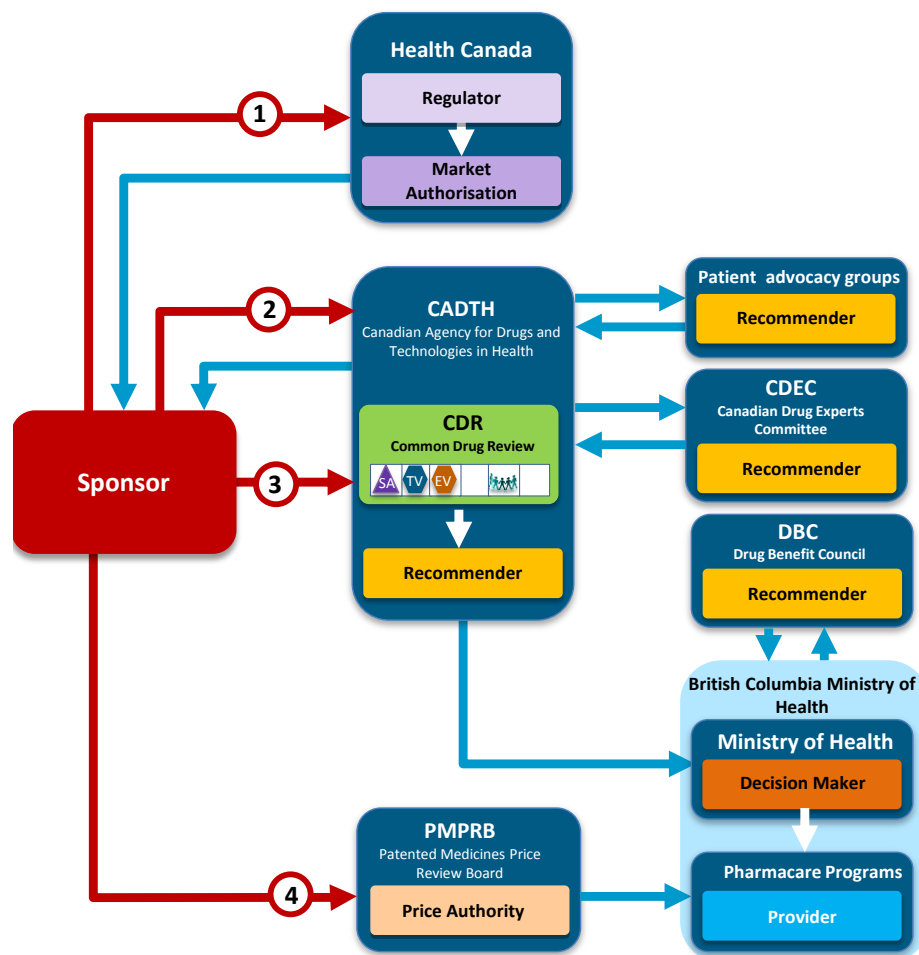 Health Canada
Regulator
Market
Authorisation
1
2
CADTH
Canadian Agency for Drugs and
Technologies in Health
CDR
Common Drug Review
SA
TV
EV
Recommender
Patient advocacy groups
Recommender
CDEC
Canadian Drug Experts
Committee
Recommender
Sponsor
3
DBC
Drug Benefit Council
Recommender
British Columbia Ministry of
Health
Ministry of Health
Decision Maker
4
PMPRB
Patented Medicines Price
Review Board
Price Authority
Pharmacare Programs
Provider